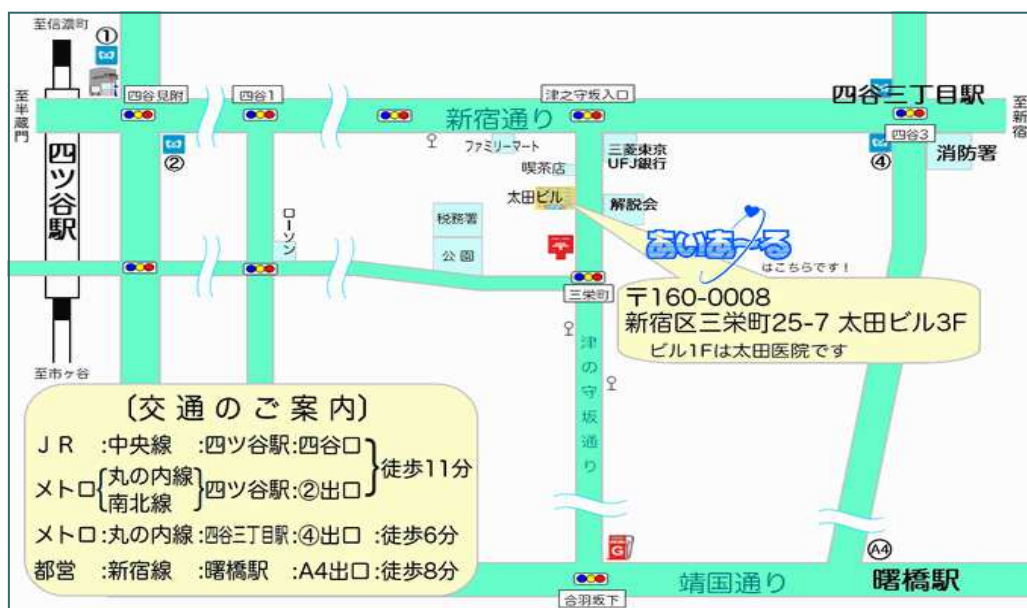 至信濃町
①
至半蔵門
四谷見附
四谷1
津之守坂入口
四谷三丁目駅
至新宿
新宿通り
四谷3
②
ファミリーマート
三菱東京
UFJ銀行
④
消防署
喫茶店
四ツ谷駅
太田ビル
解説会
ローソン
税務署
あいあ〜る
公園
はこちらです!
三栄町
〒160-0008
新宿区三栄町25-7 太田ビル3F
ビル1Fは太田医院です
至市ヶ谷
津の守坂通り
〔交通のご案内〕
JR :中央線 :四ツ谷駅:四谷口
メトロ{丸の内線 南北線}四ツ谷駅:②出口 }徒歩11分
メトロ:丸の内線:四谷三丁目駅:④出口 :徒歩6分
都営 :新宿線 :曙橋駅 :A4出口:徒歩8分
G
A4
靖国通り
曙橋駅
合羽坂下